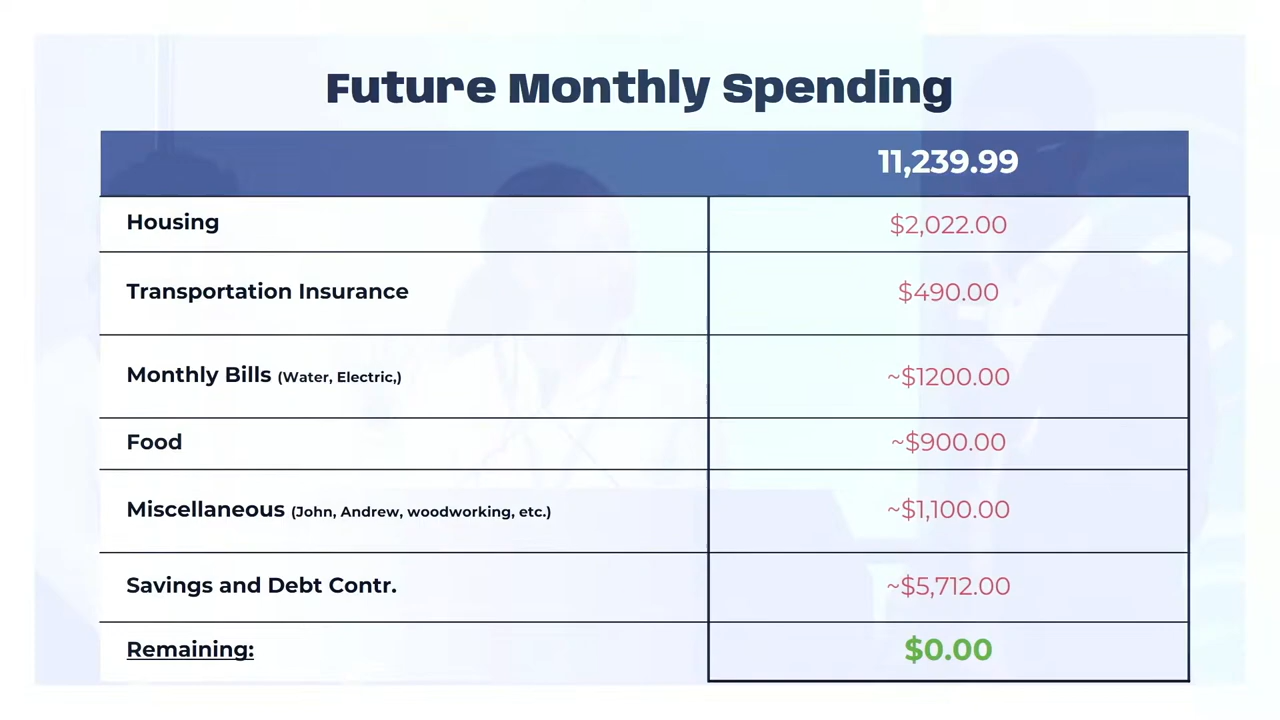 Future Monthly Spending
11,239.99
Housing $2,022.00
Transportation Insurance $490.00
Monthly Bills (Water, Electric,) ~$1200.00
Food ~$900.00
Miscellaneous (John, Andrew, woodworking, etc.) ~$1,100.00
Savings and Debt Contr. ~$5,712.00
Remaining: $0.00